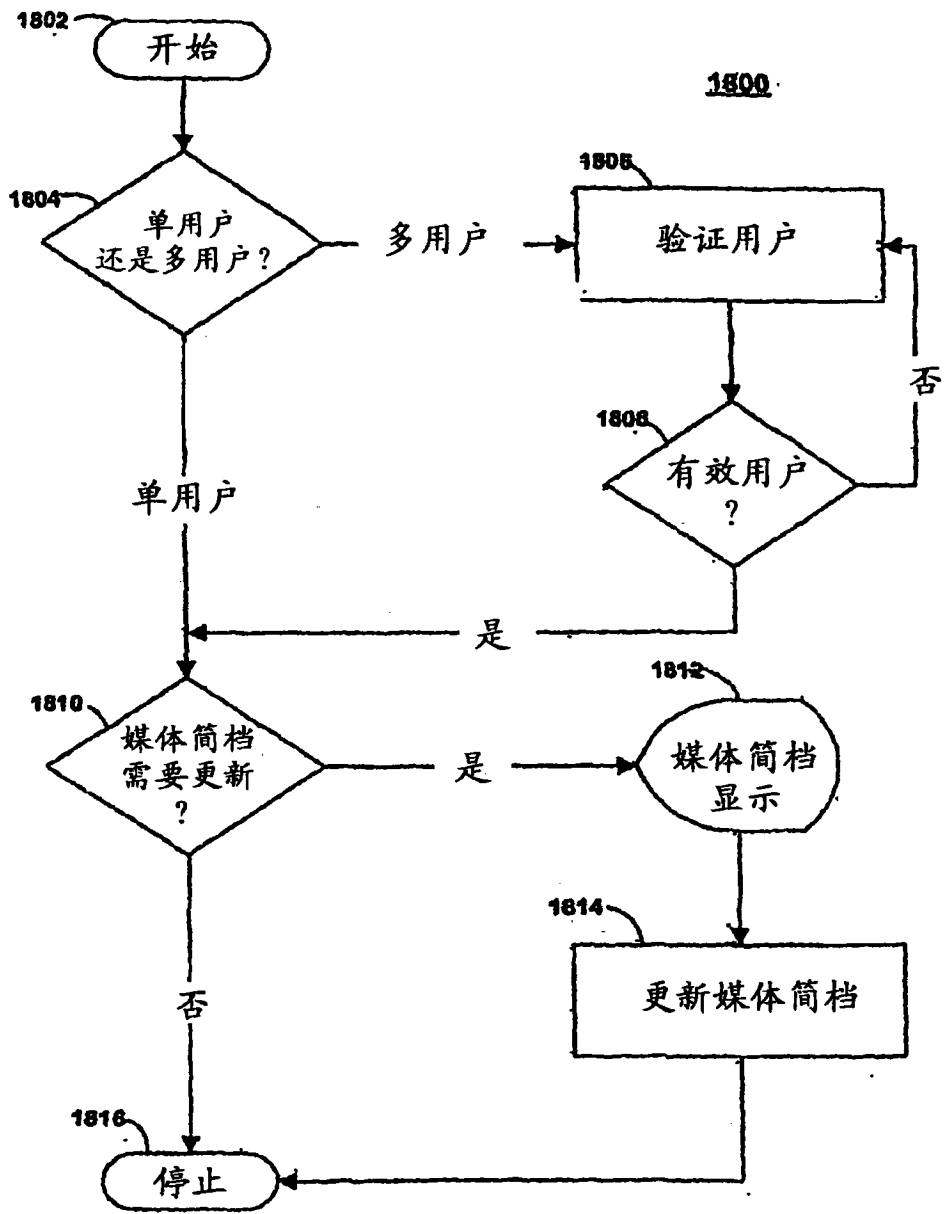 1802
开始
1800
1804
单用户
还是多用户?
多用户
1806
验证用户
否
1808
有效用户
?
单用户
是
1810
媒体简档
需要更新
?
是
1812
媒体简档
显示
1814
更新媒体简档
否
1816
停止